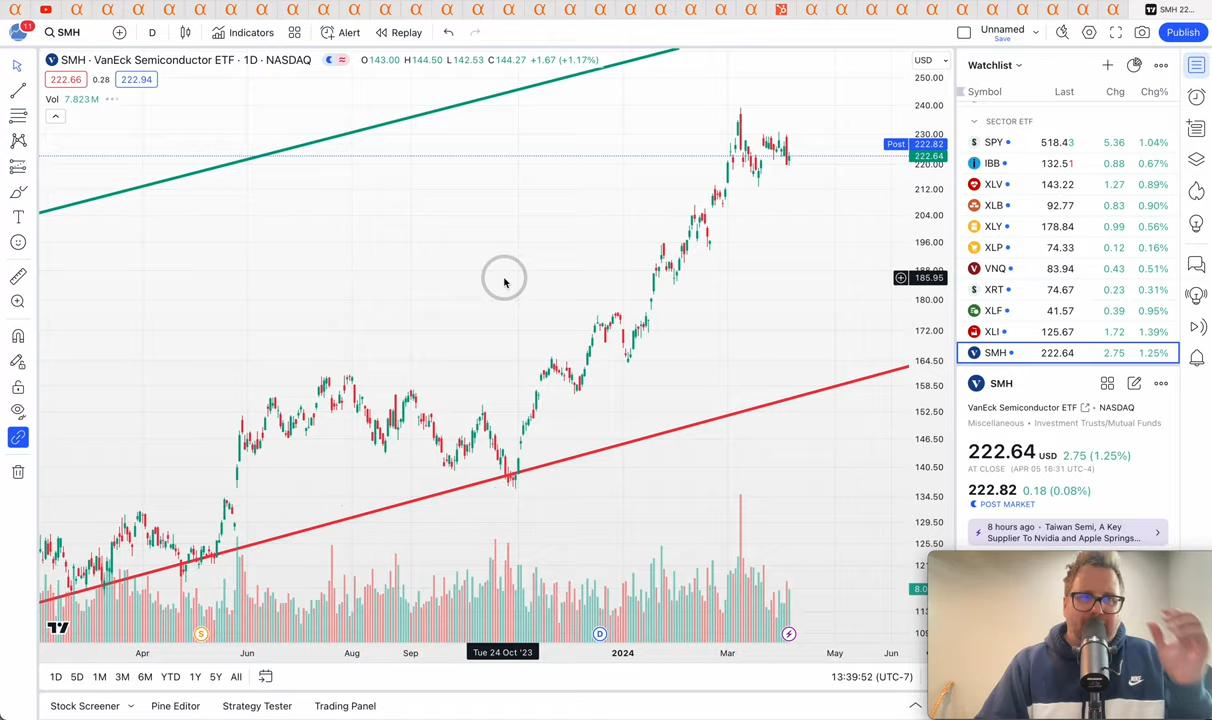 SMH 22...
11
SMH
D
Indicators
Alert
Replay
Unnamed
Save
Publish
SMH · VanEck Semiconductor ETF · 1D · NASDAQ
O143.00 H144.50 L142.53 C144.27 +1.67 (+1.17%)
USD
222.66 0.28 222.94
Vol 7.823M
250.00
240.00
230.00
Post 222.82
222.64
220.00
212.00
204.00
196.00
188.00
185.95
180.00
172.00
164.50
158.50
152.50
146.50
140.50
134.50
129.50
125.50
S
D
Apr
Jun
Aug
Sep
Tue 24 Oct '23
2024
Mar
May
Jun
1D 5D 1M 3M 6M YTD 1Y 5Y All
13:39:52 (UTC-7)
Stock Screener
Pine Editor
Strategy Tester
Trading Panel
Watchlist
Symbol Last Chg Chg%
SECTOR ETF
SPY 518.43 5.36 1.04%
IBB 132.51 0.88 0.67%
XLV 143.22 1.27 0.89%
XLB 92.77 0.83 0.90%
XLY 178.84 0.99 0.56%
XLP 74.33 0.12 0.16%
VNQ 83.94 0.43 0.51%
XRT 74.67 0.23 0.31%
XLF 41.57 0.39 0.95%
XLI 125.67 1.72 1.39%
SMH 222.64 2.75 1.25%
SMH
VanEck Semiconductor ETF · NASDAQ
Miscellaneous · Investment Trusts/Mutual Funds
222.64 USD 2.75 (1.25%)
AT CLOSE (APR 05 16:31 UTC-4)
222.82 0.18 (0.08%)
POST MARKET
8 hours ago · Taiwan Semi, A Key
Supplier To Nvidia and Apple Springs...